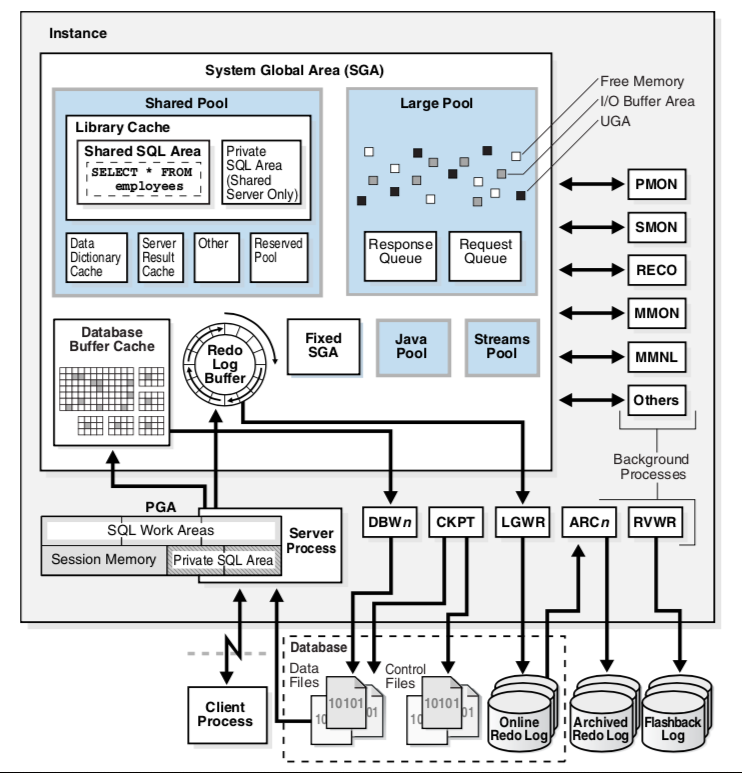 Instance
System Global Area (SGA)
Shared Pool
Library Cache
Shared SQL Area
SELECT * FROM
employees
Private
SQL Area
(Shared
Server Only)
Data
Dictionary
Cache
Server
Result
Cache
Other
Reserved
Pool
Large Pool
Response
Queue
Request
Queue
Free Memory
I/O Buffer Area
UGA
Database
Buffer Cache
Redo
Log
Buffer
Fixed
SGA
Java
Pool
Streams
Pool
PMON
SMON
RECO
MMON
MMNL
Others
Background
Processes
PGA
SQL Work Areas
Session Memory
Private SQL Area
Server
Process
DBWn
CKPT
LGWR
ARCn
RVWR
Client
Process
Database
Data
Files
10101
10
01
Control
Files
10101
10
01
Online
Redo Log
Archived
Redo Log
Flashback
Log